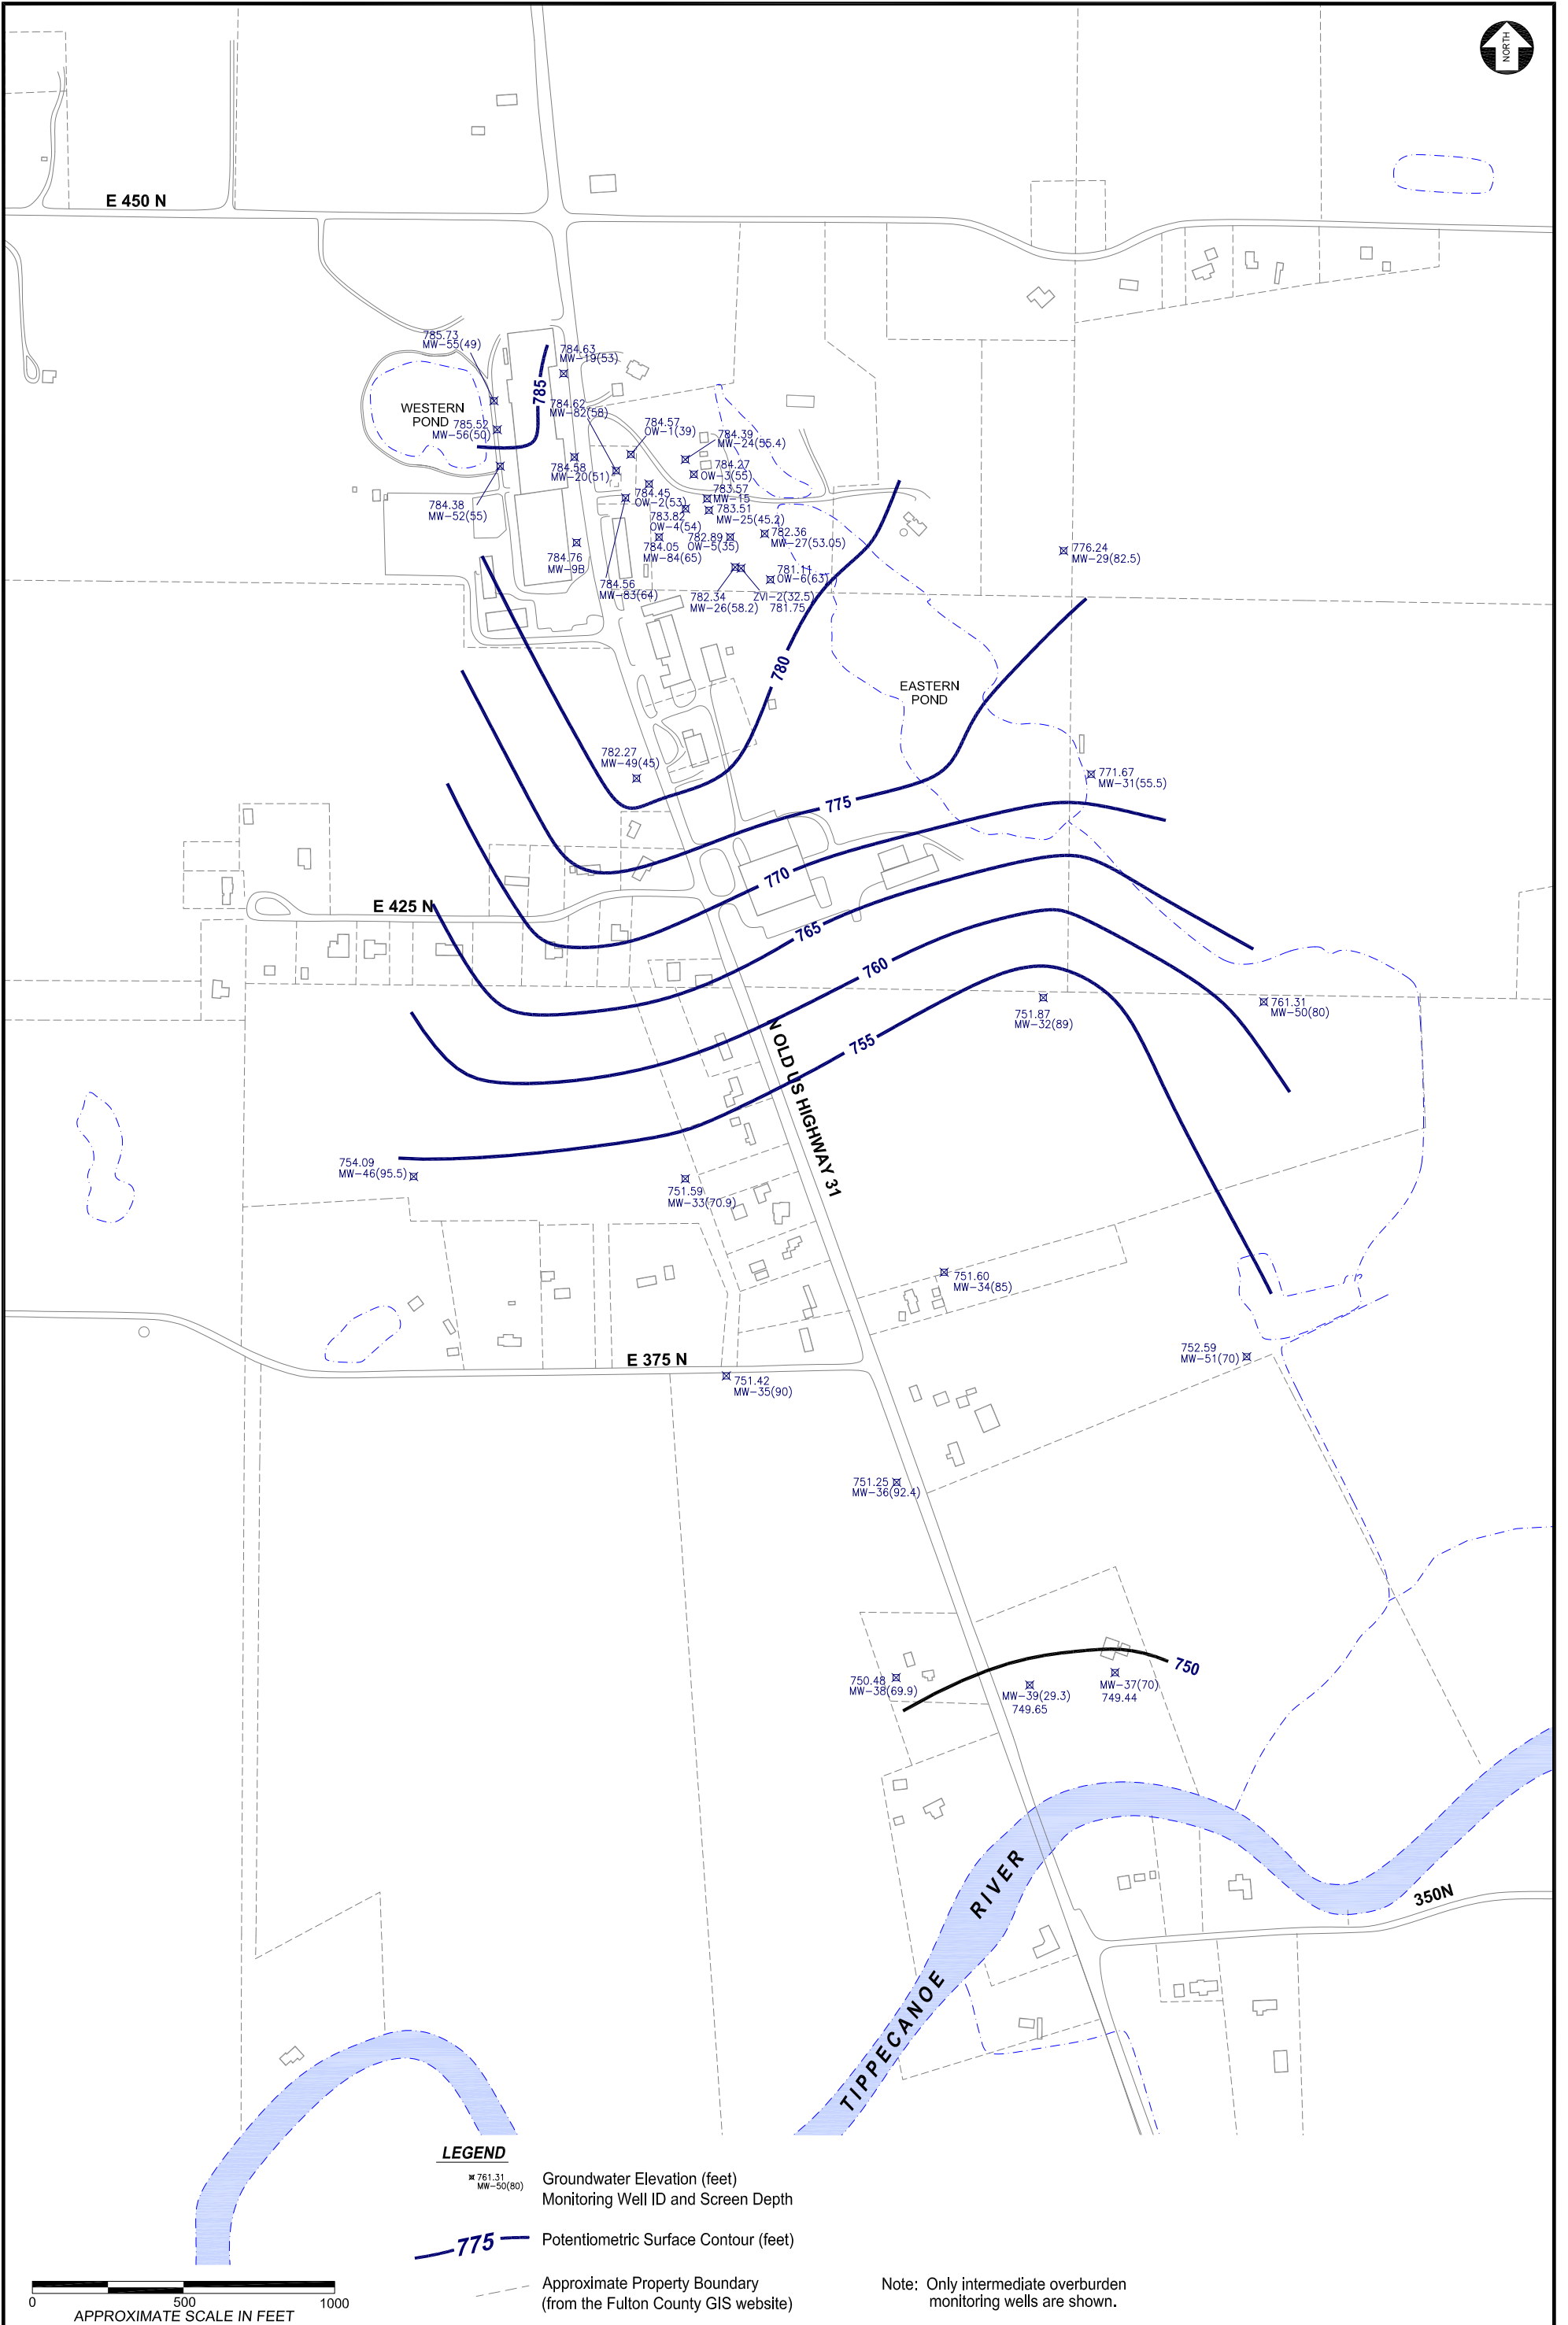 NORTH
E 450 N
785.73
MW-55(49)
784.63
MW-19(53)
785
WESTERN
POND
785.52
MW-56(50)
784.62
MW-82(58)
784.57
OW-1(39)
784.39
MW-24(55.4)
784.27
OW-3(55)
784.58
MW-20(51)
784.38
MW-52(55)
784.45
OW-2(53)
783.57
MW-15
783.51
MW-25(45.2)
783.82
OW-4(54)
782.89
OW-5(35)
782.36
MW-27(53.05)
784.05
MW-84(65)
784.76
MW-9B
784.56
MW-83(64)
781.11
OW-6(63)
782.34
MW-26(58.2)
ZVI-2(32.5)
781.75
776.24
MW-29(82.5)
780
EASTERN
POND
782.27
MW-49(45)
771.67
MW-31(55.5)
775
770
E 425 N
765
760
755
751.87
MW-32(89)
761.31
MW-50(80)
N OLD US HIGHWAY 31
754.09
MW-46(95.5)
751.59
MW-33(70.9)
751.60
MW-34(85)
752.59
MW-51(70)
E 375 N
751.42
MW-35(90)
751.25
MW-36(92.4)
750
750.48
MW-38(69.9)
MW-39(29.3)
749.65
MW-37(70)
749.44
TIPPECANOE RIVER
350N
LEGEND
761.31
MW-50(80)
Groundwater Elevation (feet)
Monitoring Well ID and Screen Depth
775
Potentiometric Surface Contour (feet)
Approximate Property Boundary
(from the Fulton County GIS website)
Note: Only intermediate overburden
monitoring wells are shown.
0 500 1000
APPROXIMATE SCALE IN FEET